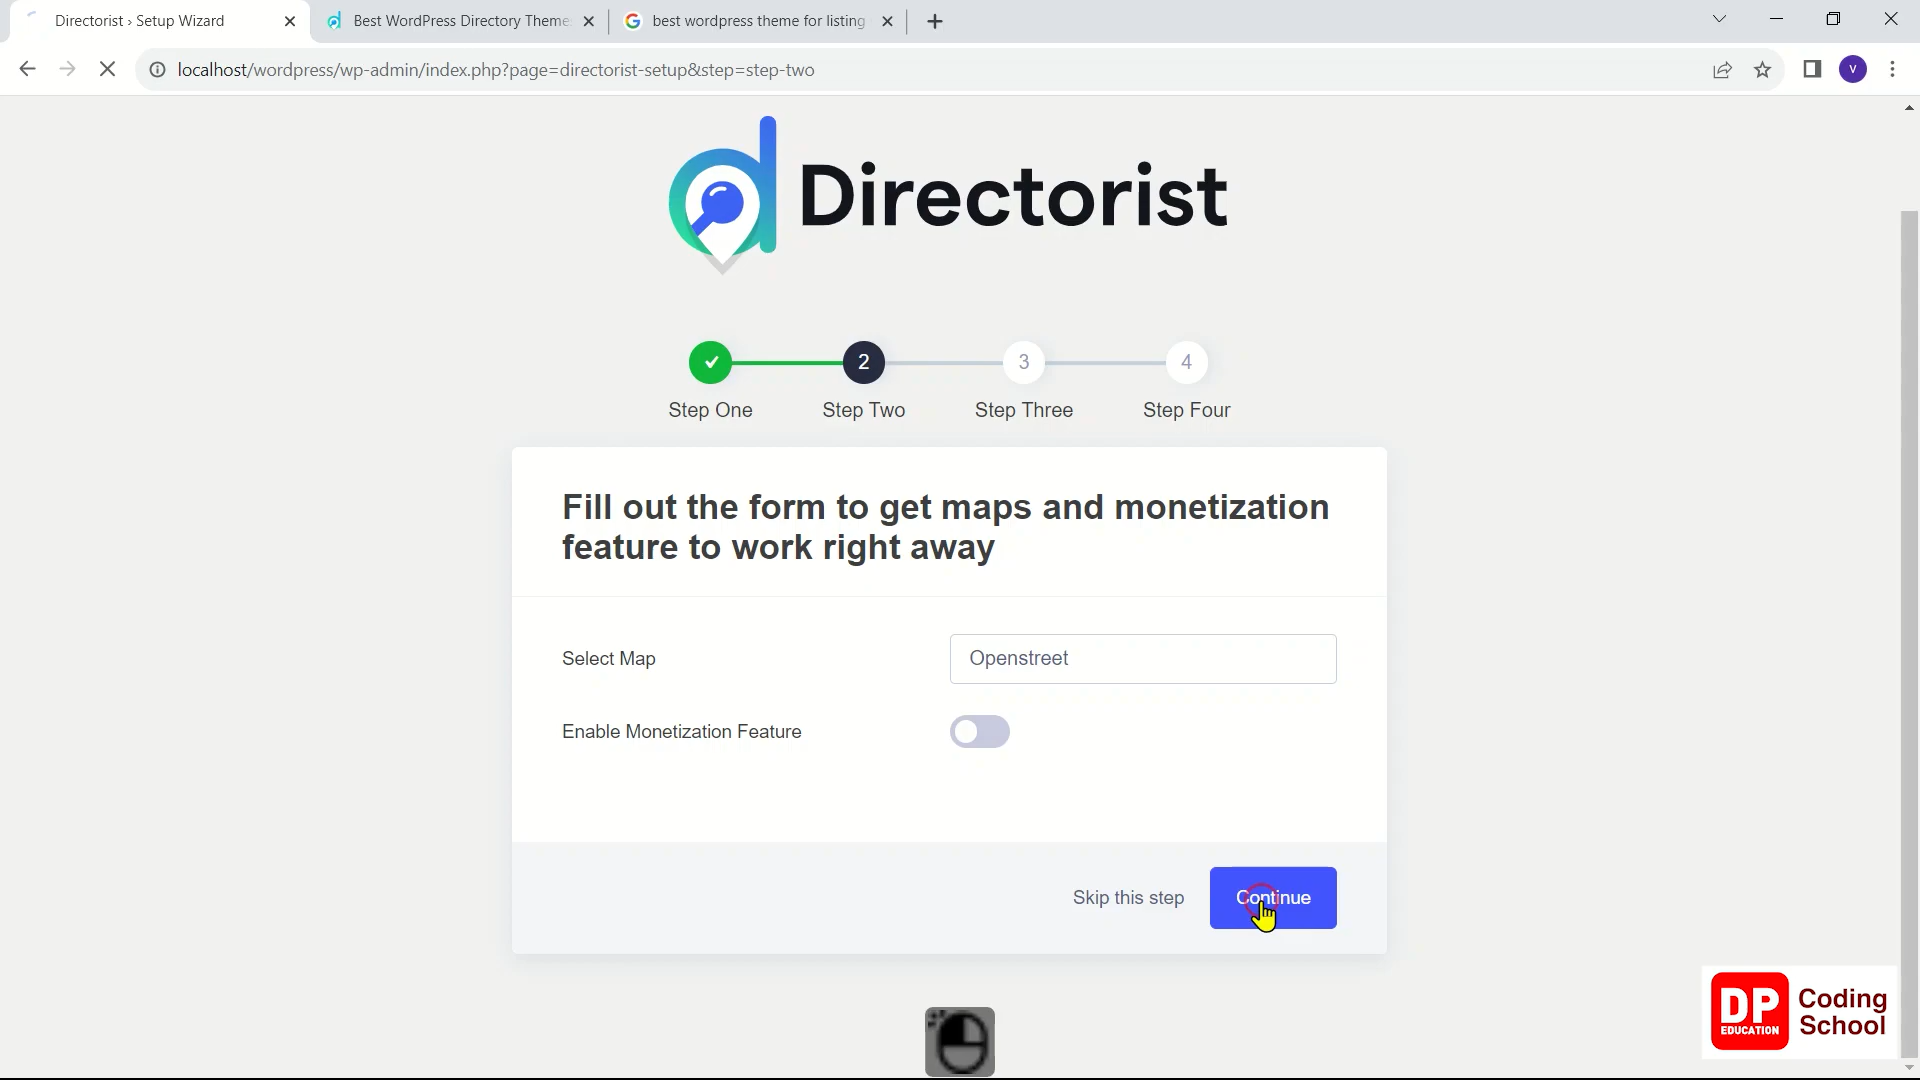 Directorist › Setup Wizard
Best WordPress Directory Theme
best wordpress theme for listing
localhost/wordpress/wp-admin/index.php?page=directorist-setup&step=step-two
V
Directorist
2
3
4
Step One
Step Two
Step Three
Step Four
Fill out the form to get maps and monetization
feature to work right away
Select Map
Openstreet
Enable Monetization Feature
Skip this step
Continue
DP
EDUCATION
Coding
School